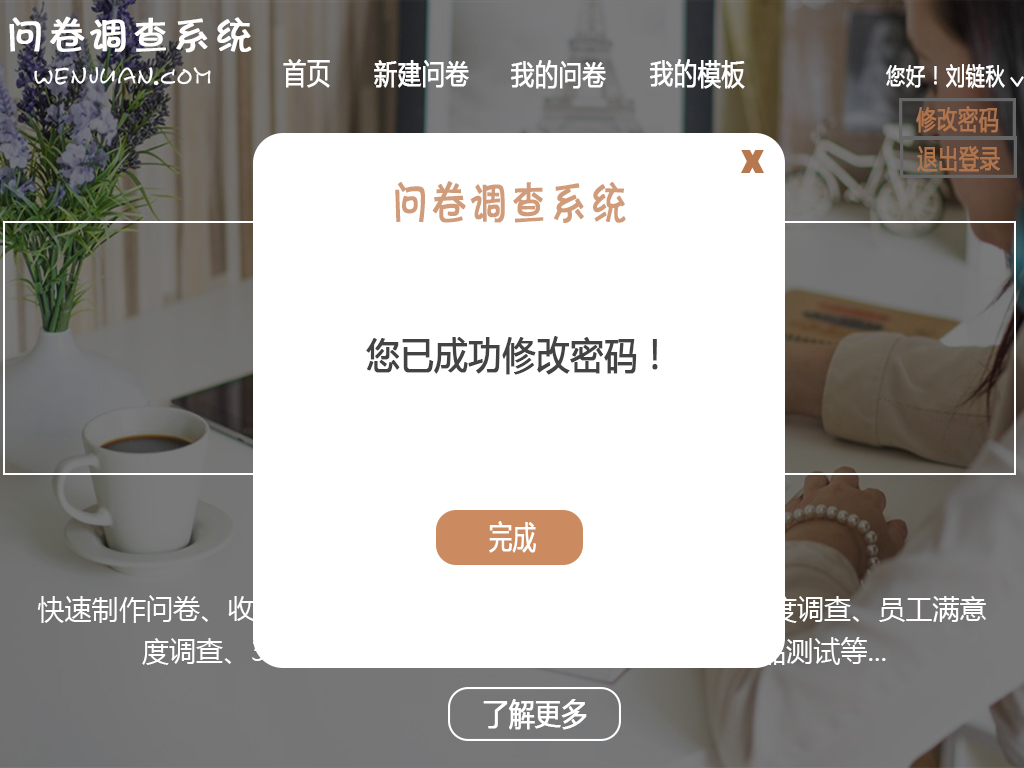 问卷调查系统
WENJUAN.COM
首页 新建问卷 我的问卷 我的模板 您好！刘链秋
修改密码
退出登录
X
问卷调查系统
您已成功修改密码！
完成
快速制作问卷、收 度调查、员工满意
度调查、 测试等...
了解更多